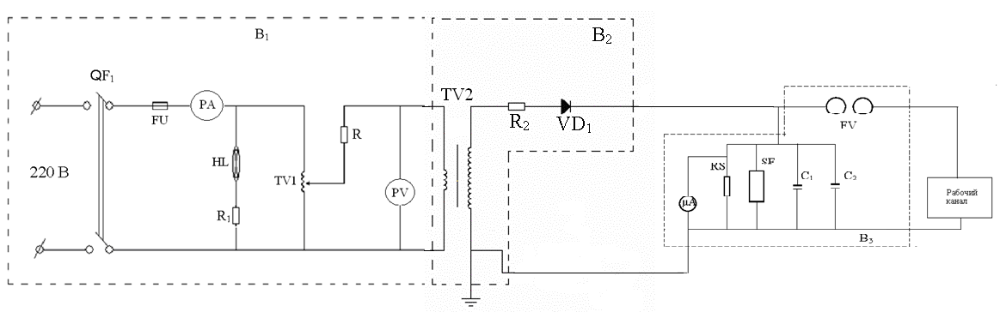 B₁
B₂
QF₁
TV2
PA
FU
R₂
VD₁
FV
R
HL
RS
SF
C₁
C₂
220 В
TV1
PV
Рабочий
канал
μA
R₁
B₃